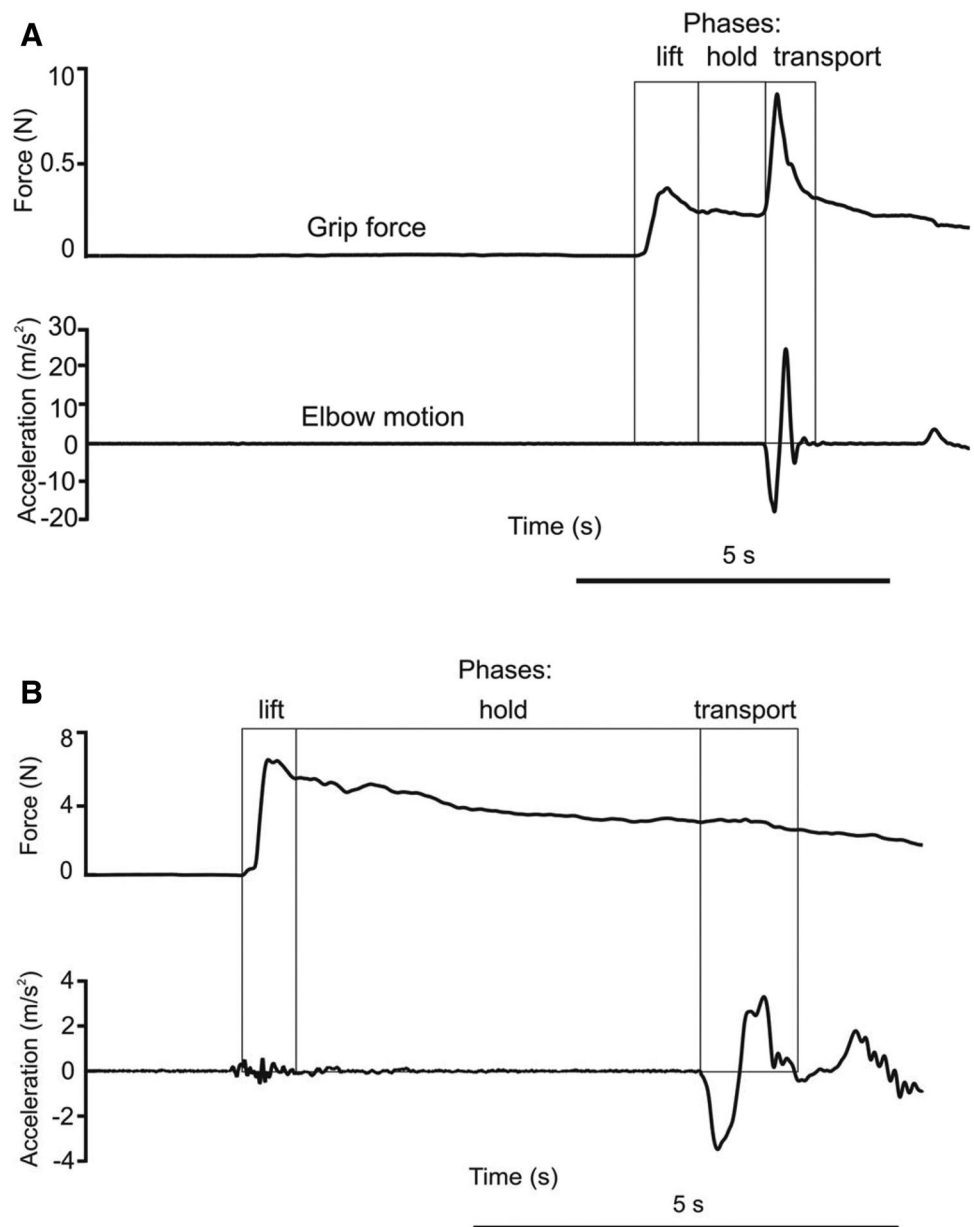 A
Phases:
lift hold transport
10
0.5
0
Force (N)
Grip force
30
20
10
0
-10
-20
Acceleration (m/s²)
Elbow motion
Time (s)
5 s
B
Phases:
lift hold transport
8
4
0
Force (N)
4
2
0
-2
-4
Acceleration (m/s²)
Time (s)
5 s